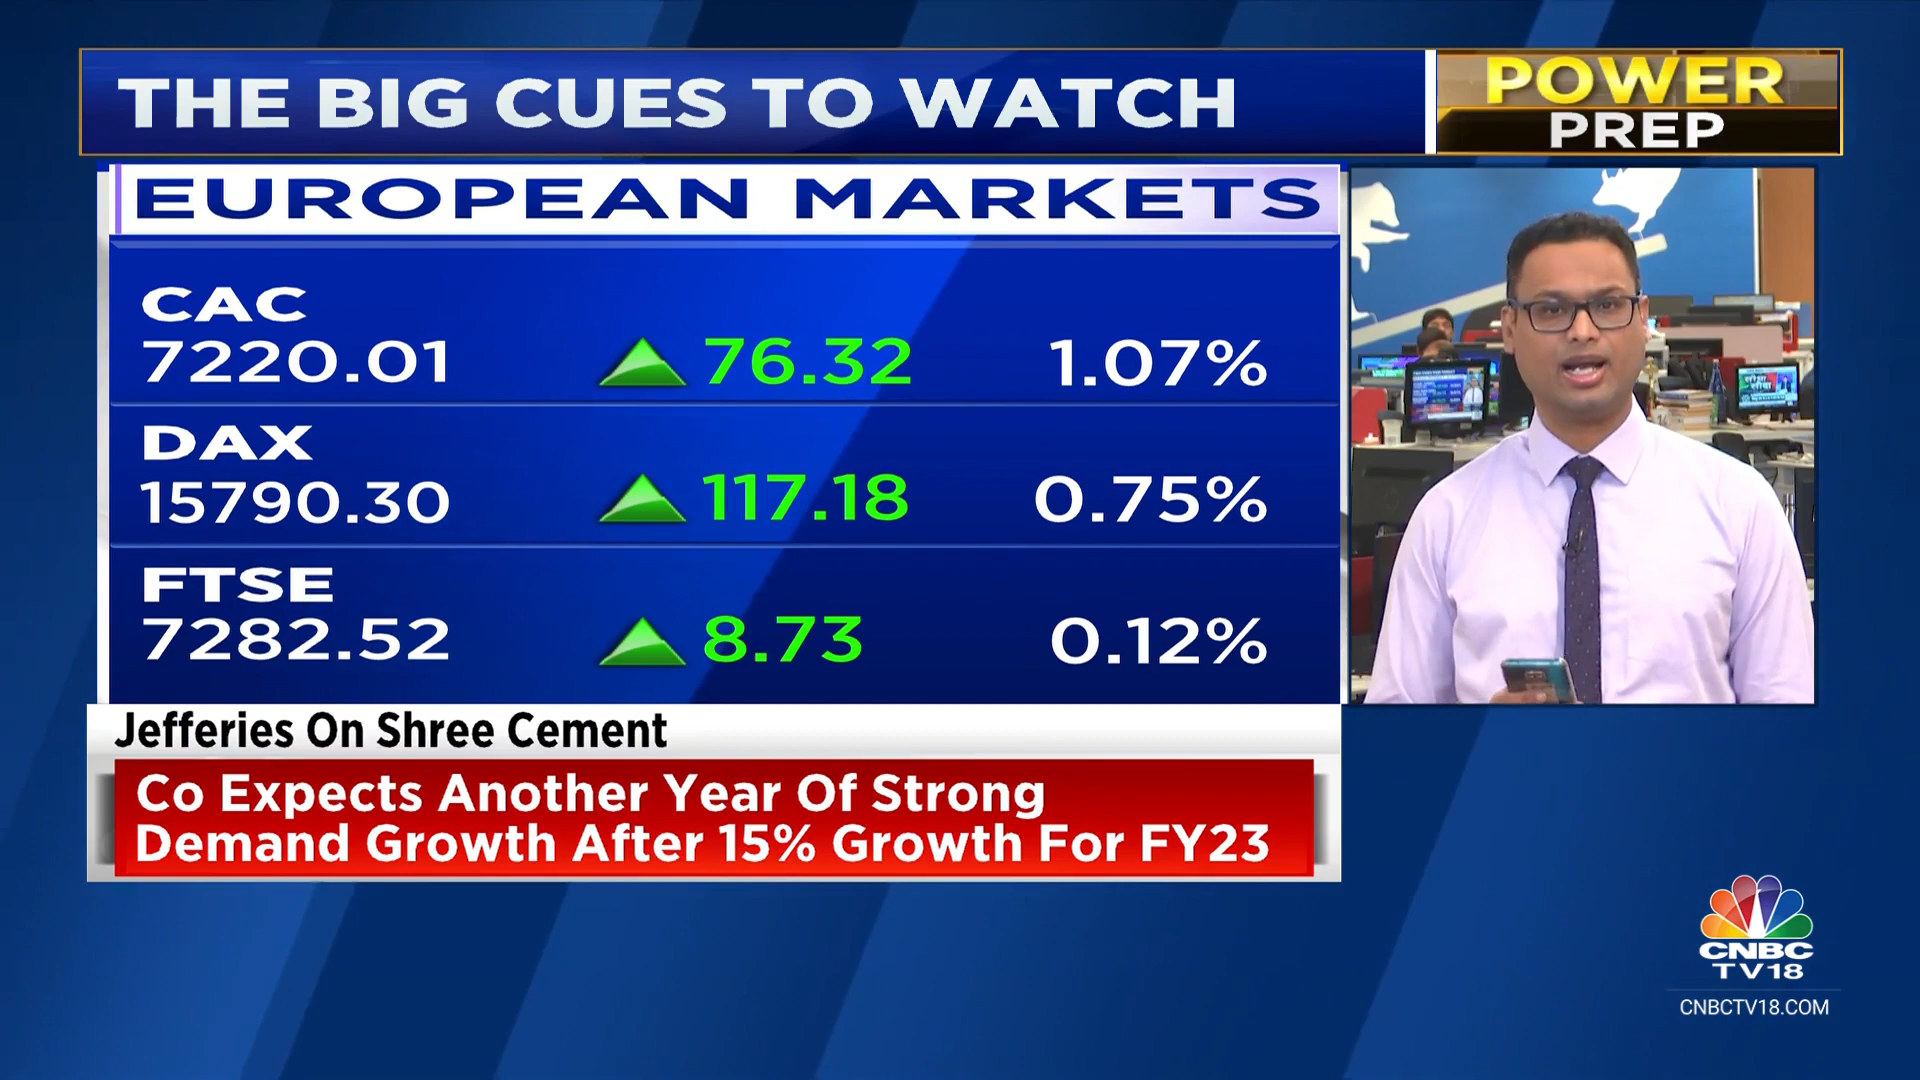 THE BIG CUES TO WATCH
POWER
PREP
EUROPEAN MARKETS
CAC
7220.01 76.32 1.07%
DAX
15790.30 117.18 0.75%
FTSE
7282.52 8.73 0.12%
Jefferies On Shree Cement
Co Expects Another Year Of Strong
Demand Growth After 15% Growth For FY23
CNBC
TV18
CNBCTV18.COM